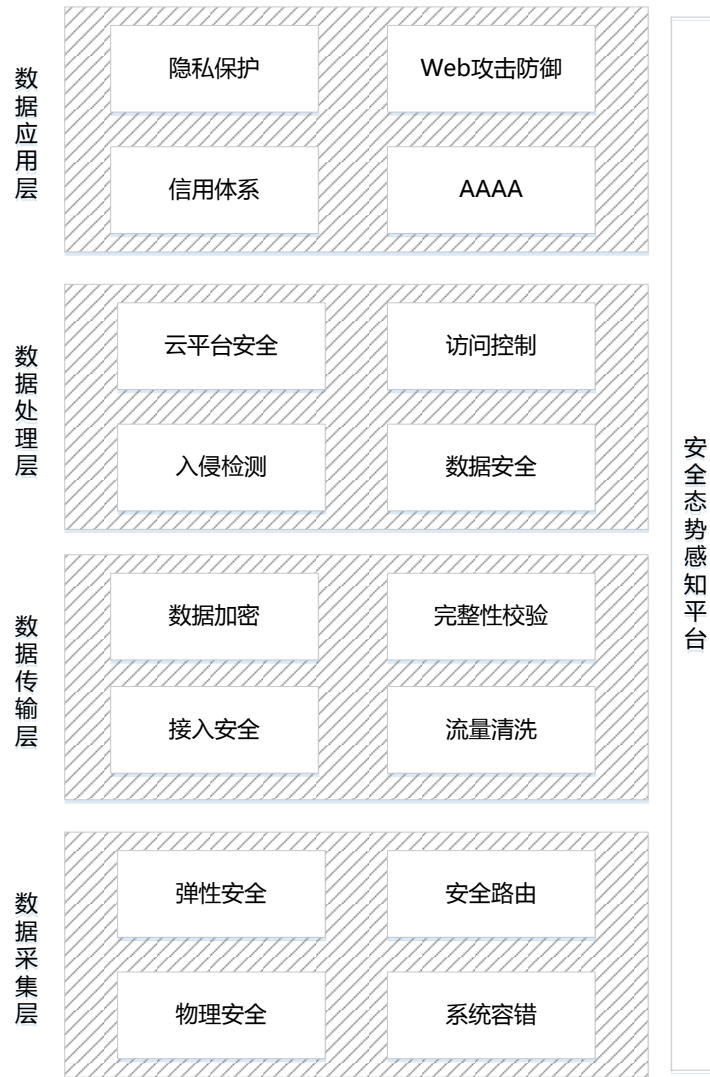 数据应用层
隐私保护
Web攻击防御
信用体系
AAAA
数据处理层
云平台安全
访问控制
入侵检测
数据安全
数据传输层
数据加密
完整性校验
接入安全
流量清洗
数据采集层
弹性安全
安全路由
物理安全
系统容错
安全态势感知平台